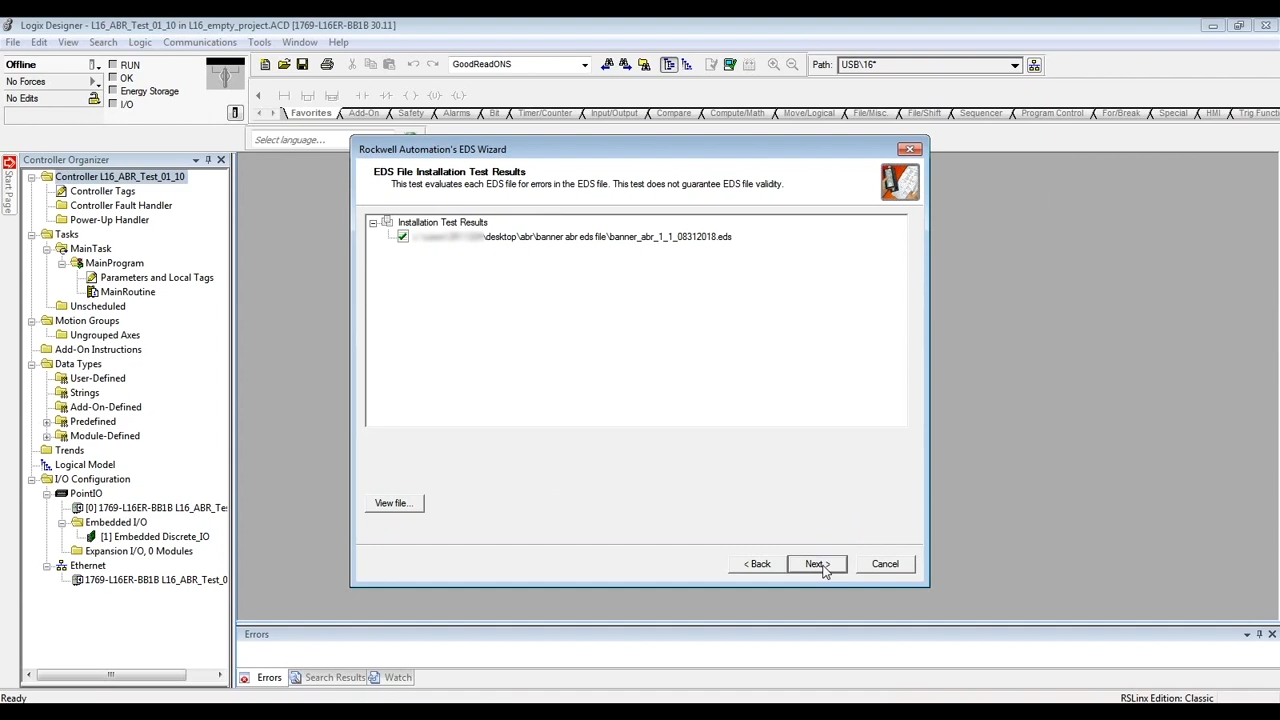 Logix Designer - L16_ABR_Test_01_10 in L16_empty_project.ACD [1769-L16ER-BB1B 30.11]
File Edit View Search Logic Communications Tools Window Help
Offline
No Forces
No Edits
RUN
OK
Energy Storage
I/O
GoodReadONS
Path: USB\16*
Favorites Add-On Safety Alarms Bit Timer/Counter Input/Output Compare Compute/Math Move/Logical File/Misc. File/Shift Sequencer Program Control For/Break Special HMI Trig Func
Select language...
Start Page
Controller Organizer
Controller L16_ABR_Test_01_10
Controller Tags
Controller Fault Handler
Power-Up Handler
Tasks
MainTask
MainProgram
Parameters and Local Tags
MainRoutine
Unscheduled
Motion Groups
Ungrouped Axes
Add-On Instructions
Data Types
User-Defined
Strings
Add-On-Defined
Predefined
Module-Defined
Trends
Logical Model
I/O Configuration
PointIO
[0] 1769-L16ER-BB1B L16_ABR_Te
Embedded I/O
[1] Embedded Discrete_IO
Expansion I/O, 0 Modules
Ethernet
1769-L16ER-BB1B L16_ABR_Test_0
Rockwell Automation's EDS Wizard
EDS File Installation Test Results
This test evaluates each EDS file for errors in the EDS file. This test does not guarantee EDS file validity.
Installation Test Results
\desktop\abr\banner abr eds file\banner_abr_1_1_08312018.eds
View file...
< Back Next > Cancel
Errors
Errors Search Results Watch
Ready
RSLinx Edition: Classic